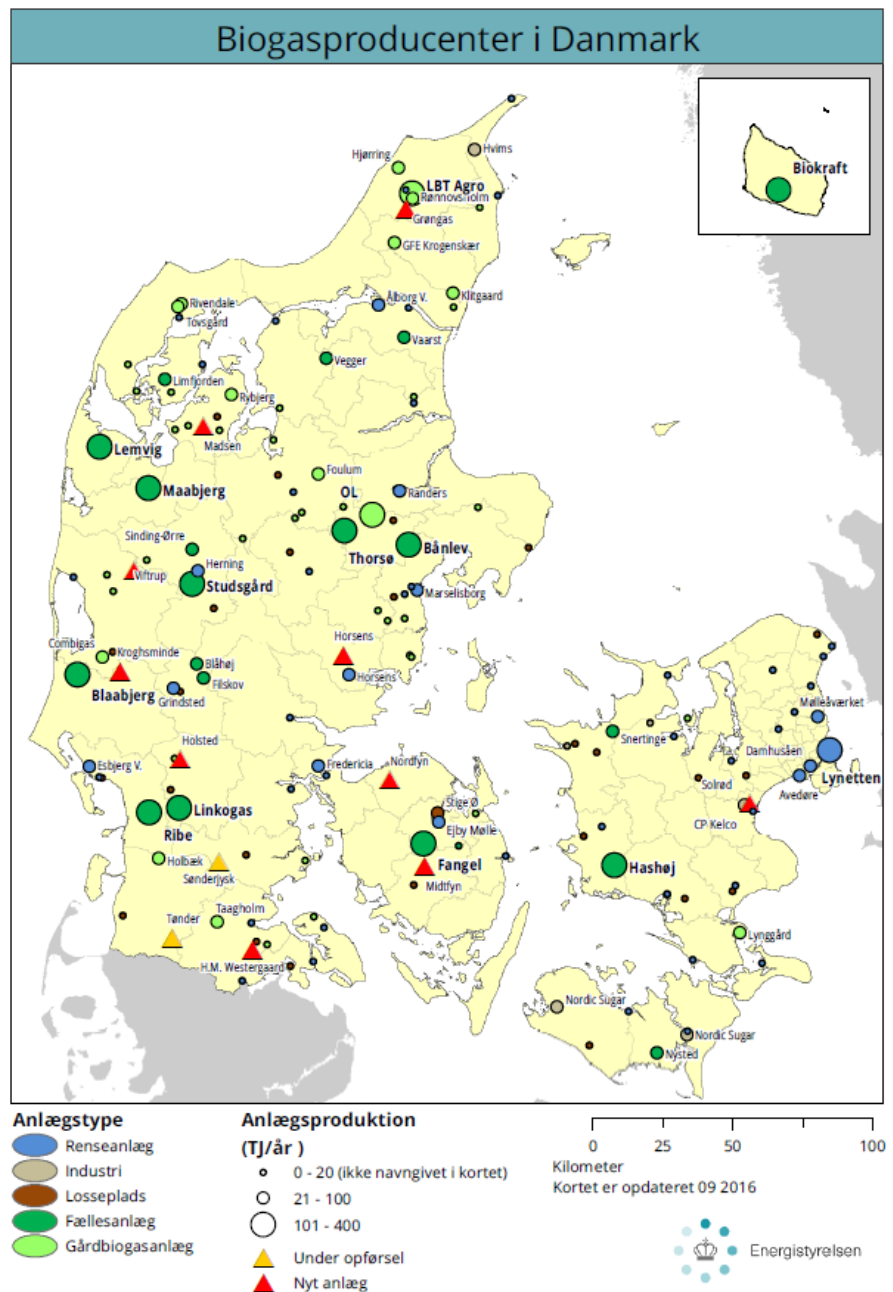 Biogasproducenter i Danmark
Hvims
Hjørring
Biokraft
LBT Agro
Rønnovsholm
Grøngas
GFE Krogenskær
Klitgaard
Rivendale
Ålborg V.
Tovsgård
Vaarst
Vegger
Limfjorden
Rybjerg
Madsen
Lemvig
Foulum
Maabjerg
OL
Randers
Sinding-Ørre
Thorsø
Bånlev
Herning
Viftrup
Studsgård
Marselisborg
Horsens
Combigas
Kroghsminde
Blåhøj
Filskov
Horsens
Blaabjerg
Grindsted
Mølleåværket
Snertinge
Damhusåen
Holsted
Nordfyn
Esbjerg V.
Fredericia
Lynetten
Solrød
Avedøre
Stige Ø
CP Kelco
Linkogas
Ejby Mølle
Ribe
Holbæk
Fangel
Hashøj
Sønderjysk
Midtfyn
Taagholm
Tønder
Lynggård
H.M. Westergaard
Nordic Sugar
Nordic Sugar
Nysted
Anlægstype
Renseanlæg
Industri
Losseplads
Fællesanlæg
Gårdbiogasanlæg
Anlægsproduktion
(TJ/år )
0 - 20 (ikke navngivet i kortet)
21 - 100
101 - 400
Under opførsel
Nyt anlæg
0 25 50 100
Kilometer
Kortet er opdateret 09 2016
Energistyrelsen